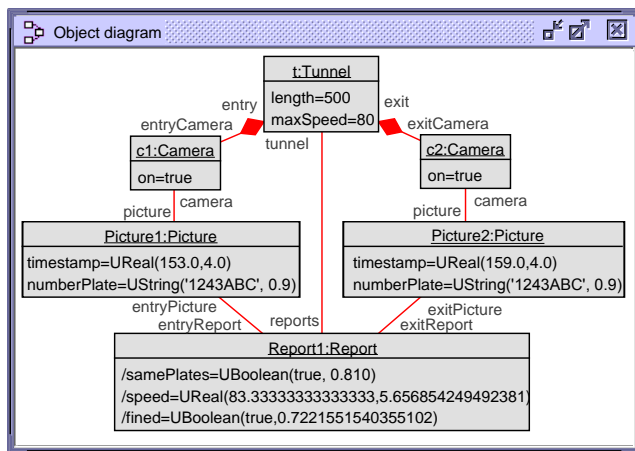 Object diagram
t:Tunnel
length=500
maxSpeed=80
entry
exit
entryCamera
exitCamera
tunnel
c1:Camera
on=true
c2:Camera
on=true
camera
picture
camera
picture
Picture1:Picture
timestamp=UReal(153.0,4.0)
numberPlate=UString('1243ABC', 0.9)
Picture2:Picture
timestamp=UReal(159.0,4.0)
numberPlate=UString('1243ABC', 0.9)
entryPicture
entryReport
reports
exitPicture
exitReport
Report1:Report
/samePlates=UBoolean(true, 0.810)
/speed=UReal(83.33333333333333,5.656854249492381)
/fined=UBoolean(true,0.7221551540355102)